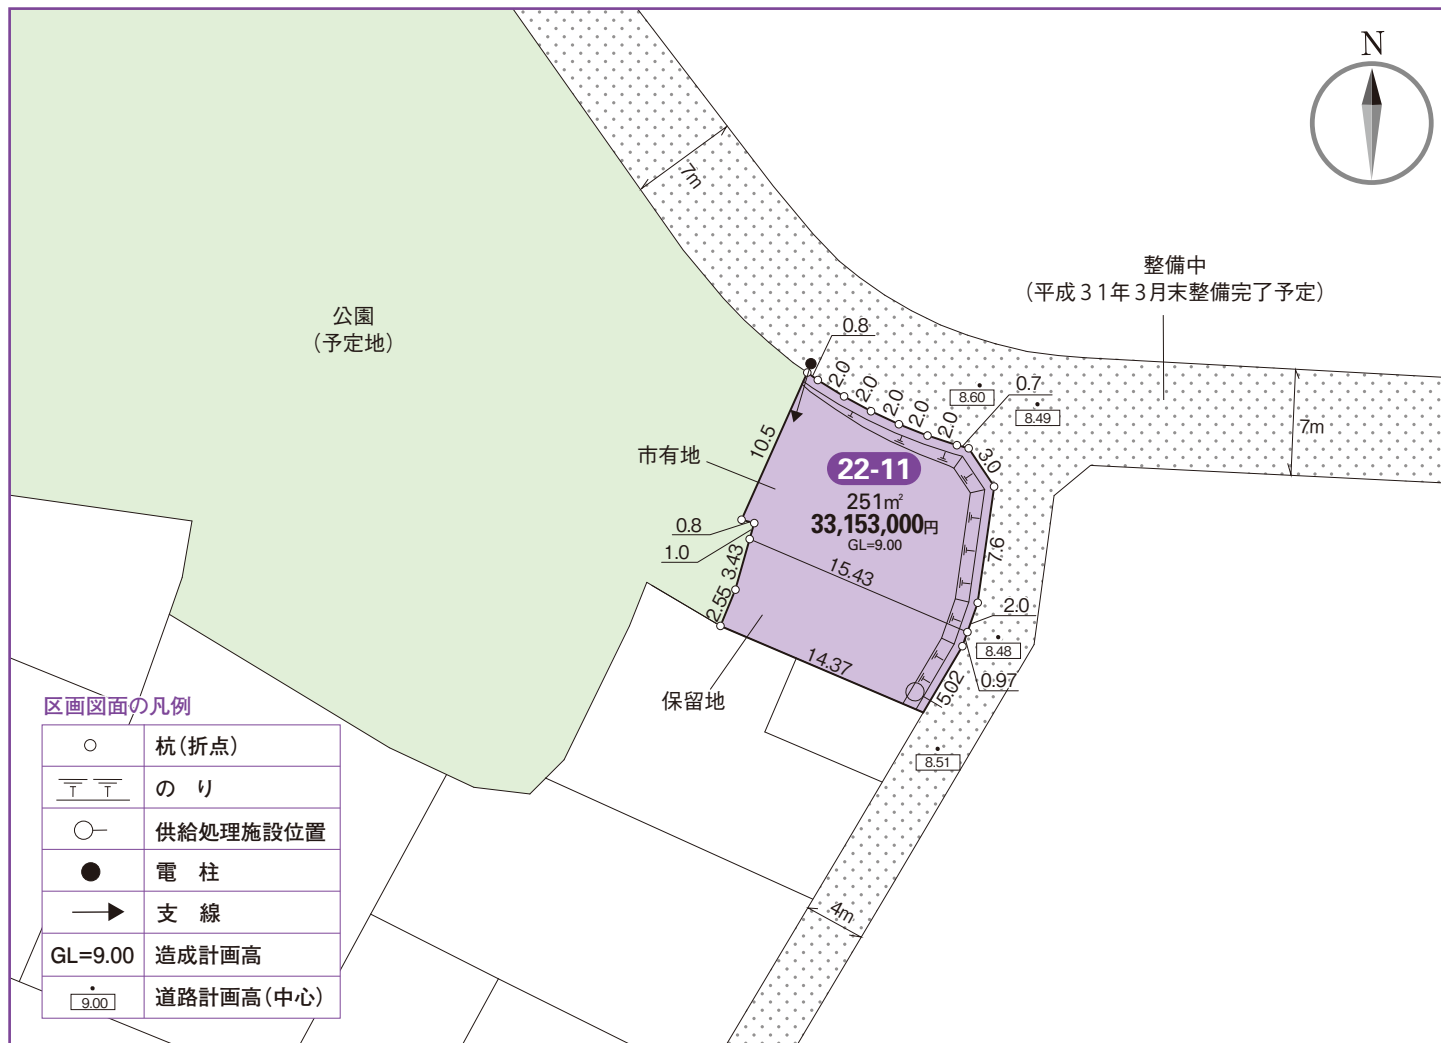 N
7m
整備中
（平成31年3月末整備完了予定）
公園
（予定地）
0.8
2.0
2.0
2.0
2.0
2.0
8.60
0.7
8.49
7m
3.0
10.5
市有地
22-11
251m²
33,153,000円
GL=9.00
0.8
1.0
3.43
15.43
7.6
2.55
2.0
8.48
14.37
0.97
5.02
保留地
8.51
4m
区画図面の凡例
杭（折点）
のり
供給処理施設位置
電柱
支線
GL=9.00 造成計画高
9.00 道路計画高（中心）